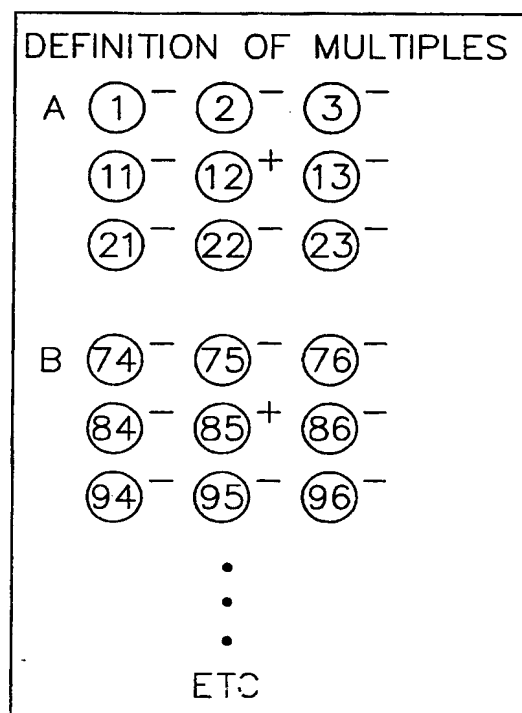 DEFINITION OF MULTIPLES
A 1 − 2 − 3 −
11 − 12 + 13 −
21 − 22 − 23 −
B 74 − 75 − 76 −
84 − 85 + 86 −
94 − 95 − 96 −
ETC